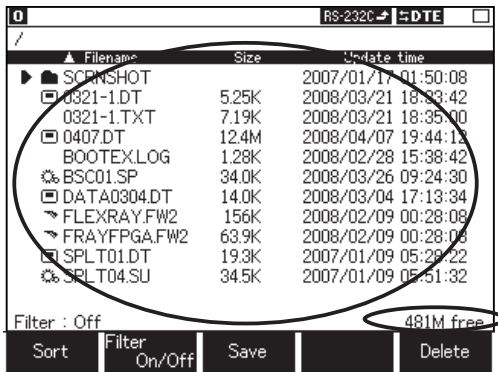 0 RS-232C DTE
/
▲ Filename Size Update time
SCRNSHOT 2007/01/17 01:50:08
0321-1.DT 5.25K 2008/03/21 18:33:42
0321-1.TXT 7.19K 2008/03/21 18:35:00
0407.DT 12.4M 2008/04/07 19:44:12
BOOTEX.LOG 1.28K 2008/02/28 15:38:42
BSC01.SP 34.0K 2008/03/26 09:24:30
DATA0304.DT 14.0K 2008/03/04 17:13:34
FLEXRAY.FW2 156K 2008/02/09 00:28:08
FRAYFPGA.FW2 63.9K 2008/02/09 00:28:08
SPLT01.DT 19.3K 2007/01/09 05:28:22
SPLT04.SU 34.5K 2007/01/09 05:51:32
Filter : Off 481M free
Sort Filter On/Off Save Delete